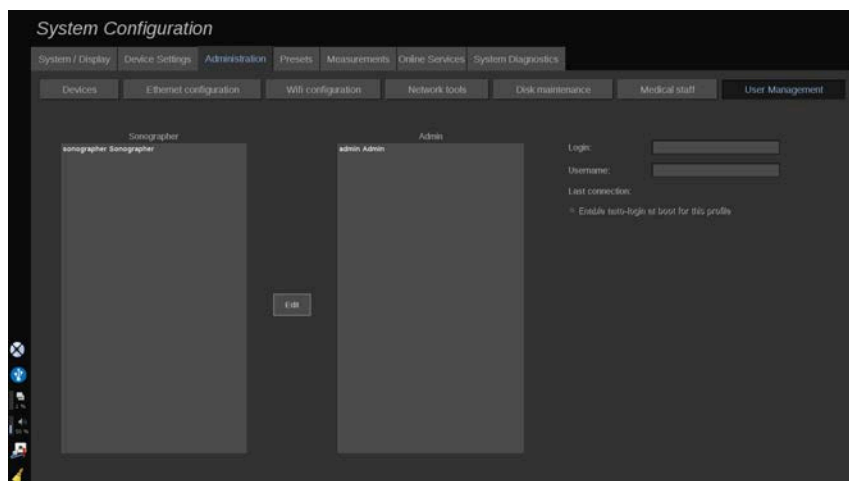 System Configuration
System / Display Device Settings Administration Presets Measurements Online Services System Diagnostics
Devices Ethernet configuration Wifi configuration Network tools Disk maintenance Medical staff User Management
Sonographer Admin
sonographer Sonographer admin Admin
Login:
Username:
Last connection:
Enable auto-login at boot for this profile
Edit